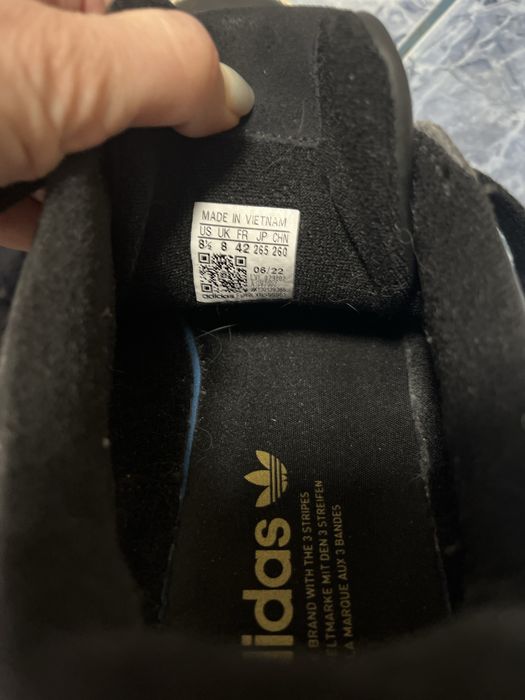 MADE IN VIETNAM
US UK FR JP CHN
8½ 8 42 265 260
06/22
adidas
adidas
BRAND WITH THE 3 STRIPES
ELTMARKE MIT DEN 3 STREIFEN
LA MARQUE AUX 3 BANDES